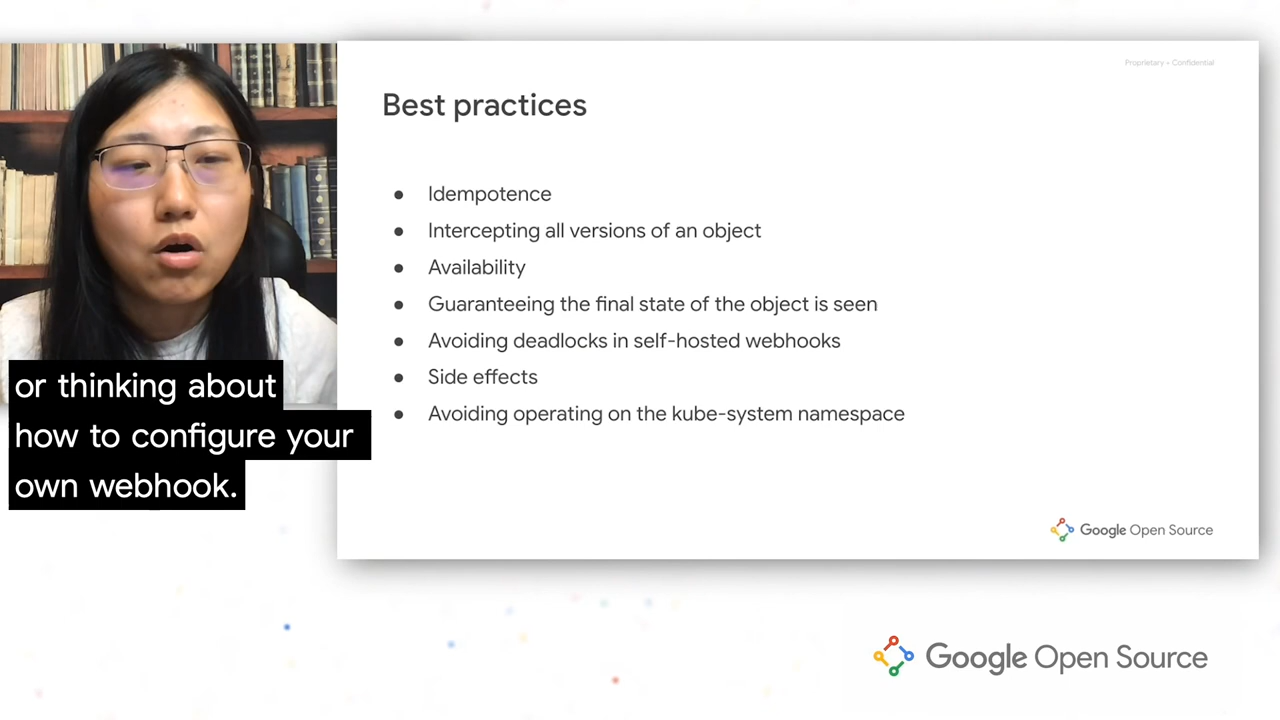 Proprietary + Confidential
Best practices
● Idempotence
● Intercepting all versions of an object
● Availability
● Guaranteeing the final state of the object is seen
● Avoiding deadlocks in self-hosted webhooks
● Side effects
● Avoiding operating on the kube-system namespace
or thinking about
how to configure your
own webhook.
Google Open Source
Google Open Source